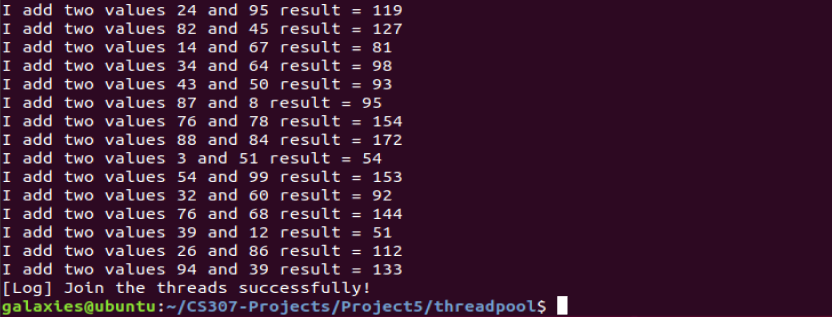 I add two values 24 and 95 result = 119
I add two values 82 and 45 result = 127
I add two values 14 and 67 result = 81
I add two values 34 and 64 result = 98
I add two values 43 and 50 result = 93
I add two values 87 and 8 result = 95
I add two values 76 and 78 result = 154
I add two values 88 and 84 result = 172
I add two values 3 and 51 result = 54
I add two values 54 and 99 result = 153
I add two values 32 and 60 result = 92
I add two values 76 and 68 result = 144
I add two values 39 and 12 result = 51
I add two values 26 and 86 result = 112
I add two values 94 and 39 result = 133
[Log] Join the threads successfully!
galaxies@ubuntu:~/CS307-Projects/Project5/threadpool$